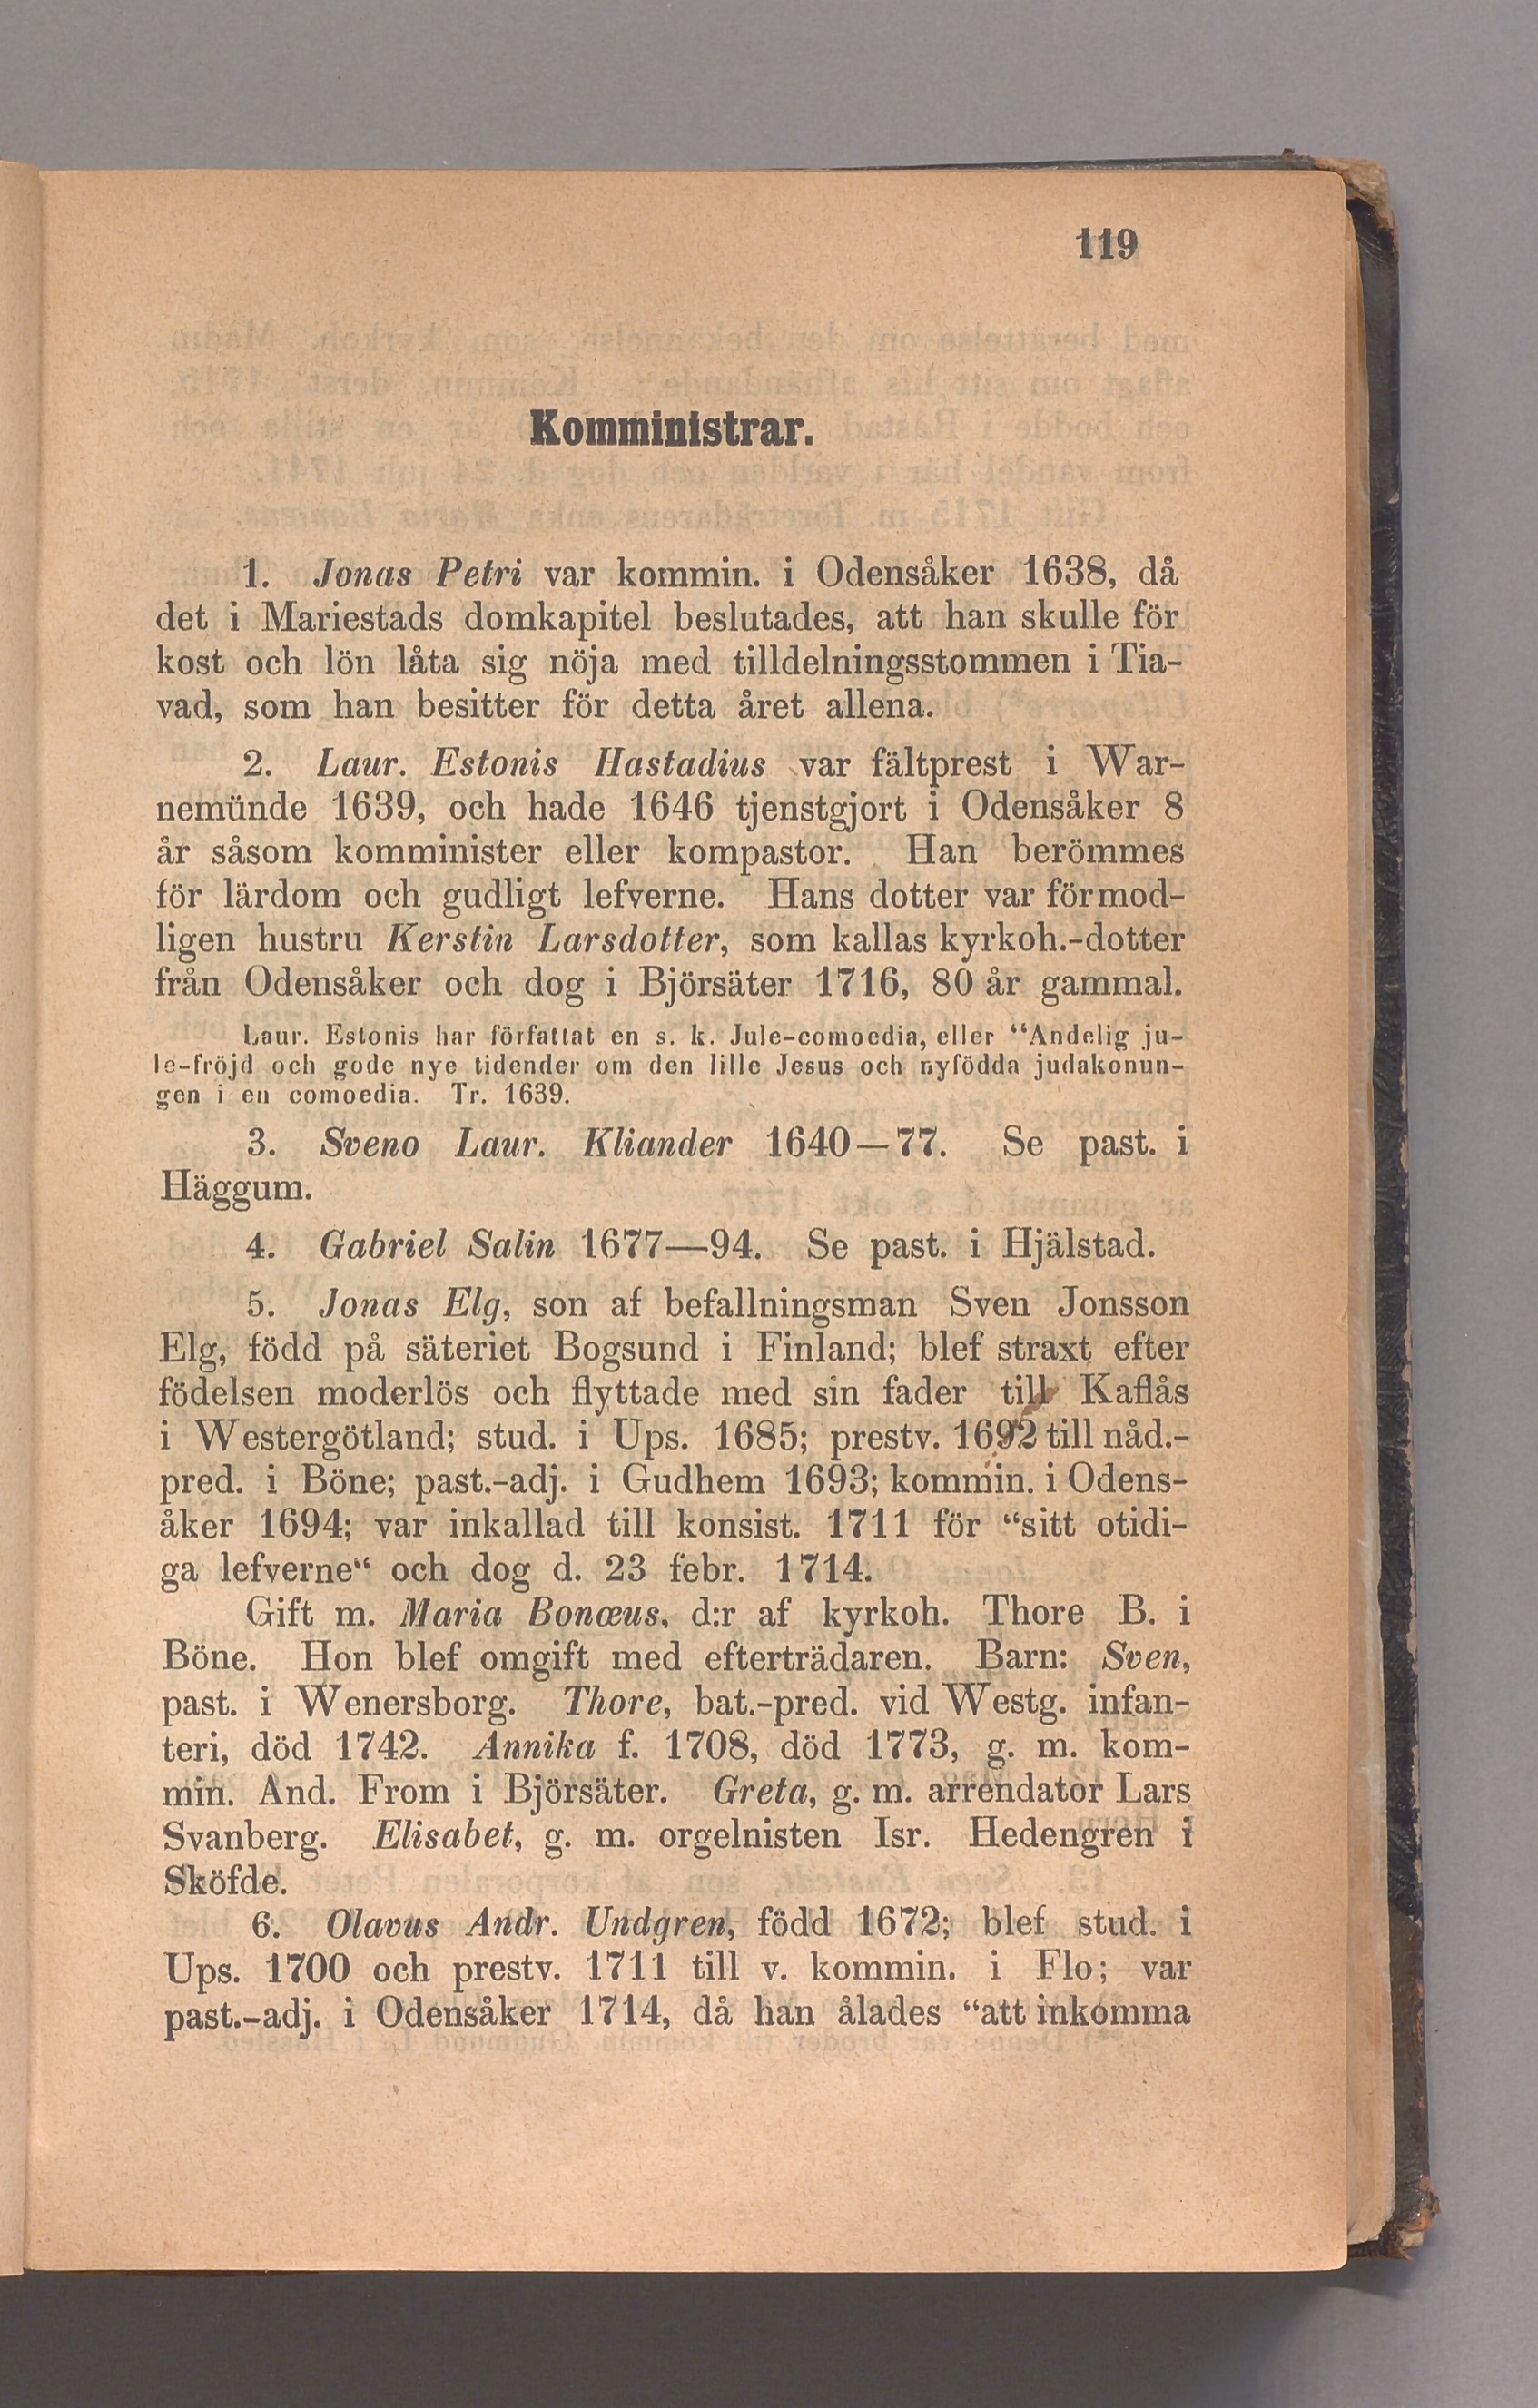 119
Komministrar.
1. Jonas Petri var kommin. i Odensåker 1638, då
det i Mariestads domkapitel beslutades, att han skulle för
kost och lön låta sig nöja med tilldelningsstommen i Tia-
vad, som han besitter för detta året allena.
2. Laur. Estonis Hastadius var fältprest i War-
nemünde 1639, och hade 1646 tjenstgjort i Odensåker 8
år såsom komminister eller kompastor. Han berömmes
för lärdom och gudligt lefverne. Hans dotter var förmod-
ligen hustru Kerstin Larsdotter, som kallas kyrkoh.-dotter
från Odensåker och dog i Björsäter 1716, 80 år gammal.
Laur. Estonis har författat en s. k. Jule-comoedia, eller “Andelig ju-
le-fröjd och gode nye tidender om den lille Jesus och nyfödda judakonun-
gen i en comoedia. Tr. 1639.
3. Sveno Laur. Kliander 1640—77. Se past. i
Häggum.
4. Gabriel Salin 1677—94. Se past. i Hjälstad.
5. Jonas Elg, son af befallningsman Sven Jonsson
Elg, född på säteriet Bogsund i Finland; blef straxt efter
födelsen moderlös och flyttade med sin fader till Kaflås
i Westergötland; stud. i Ups. 1685; prestv. 1692 till nåd.-
pred. i Böne; past.-adj. i Gudhem 1693; kommin. i Odens-
åker 1694; var inkallad till konsist. 1711 för “sitt otidi-
ga lefverne“ och dog d. 23 febr. 1714.
Gift m. Maria Bonœus, d:r af kyrkoh. Thore B. i
Böne. Hon blef omgift med efterträdaren. Barn: Sven,
past. i Wenersborg. Thore, bat.-pred. vid Westg. infan-
teri, död 1742. Annika f. 1708, död 1773, g. m. kom-
min. And. From i Björsäter. Greta, g. m. arrendator Lars
Svanberg. Elisabet, g. m. orgelnisten Isr. Hedengren i
Sköfde.
6. Olavus Andr. Undgren, född 1672; blef stud. i
Ups. 1700 och prestv. 1711 till v. kommin. i Flo; var
past.-adj. i Odensåker 1714, då han ålades “att inkomma